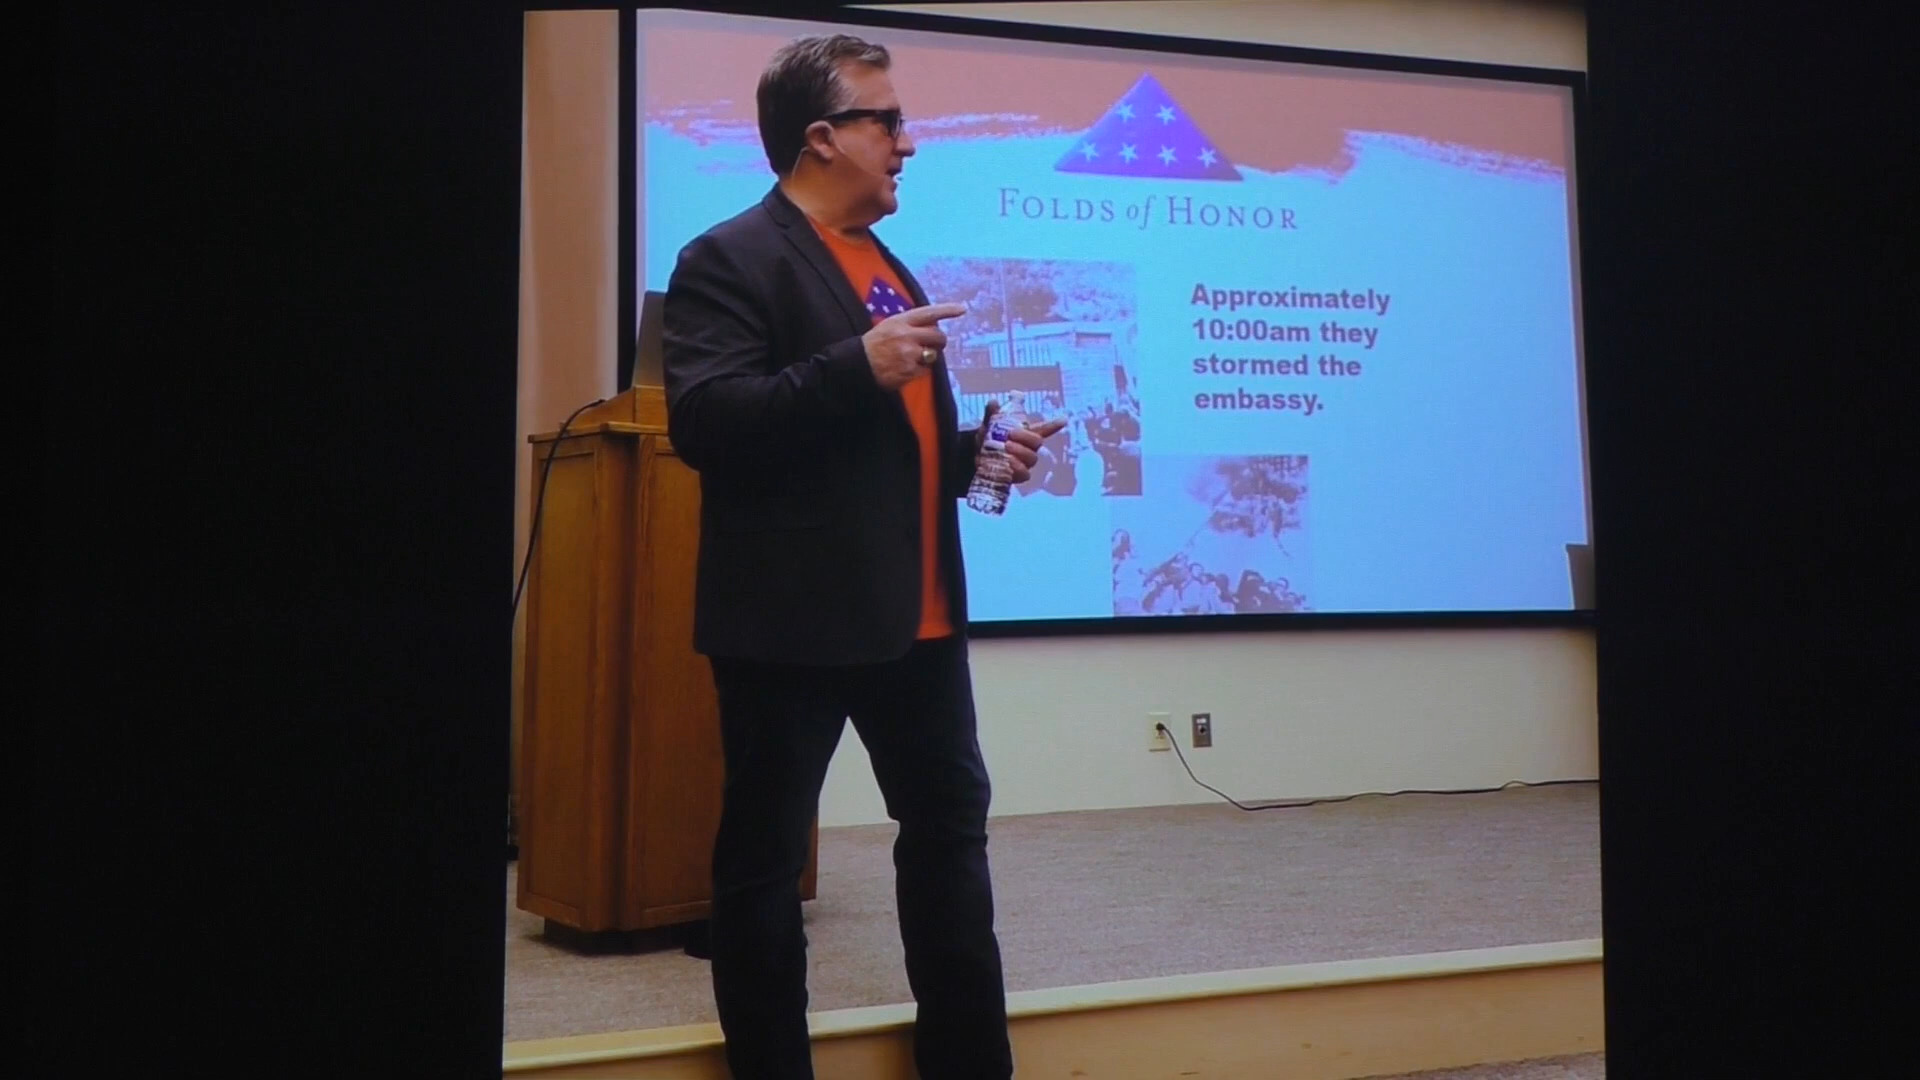 FOLDS of HONOR
Approximately
10:00am they
stormed the
embassy.